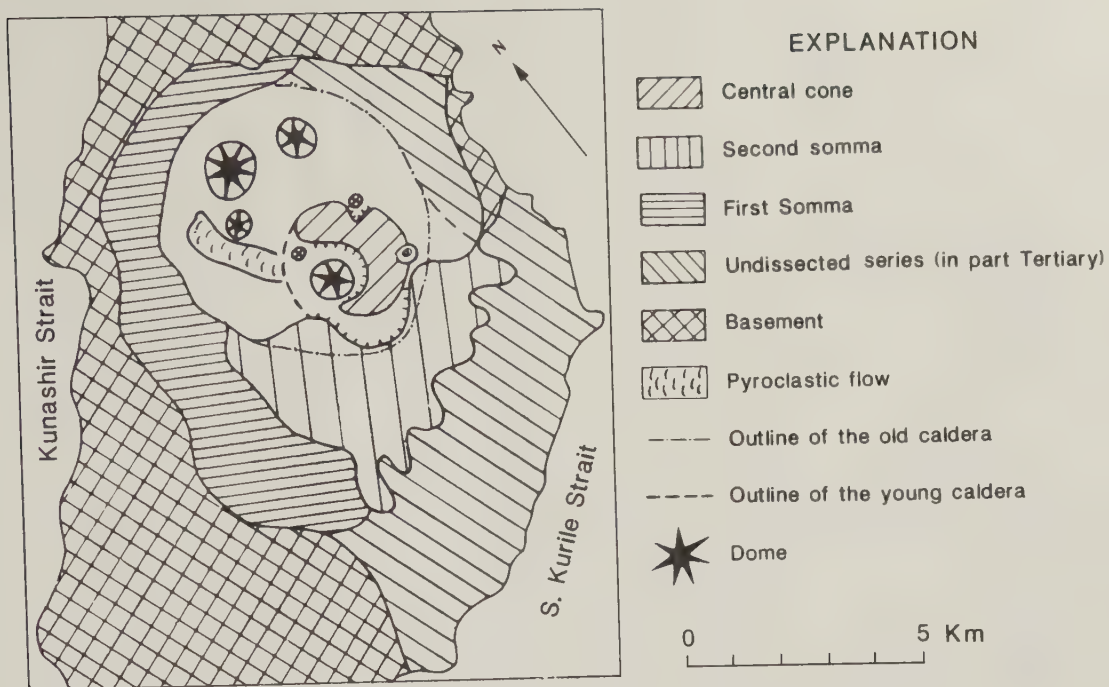 N
Kunashir Strait
S. Kurile Strait
EXPLANATION
Central cone
Second somma
First Somma
Undissected series (in part Tertiary)
Basement
Pyroclastic flow
Outline of the old caldera
Outline of the young caldera
Dome
0 5 Km